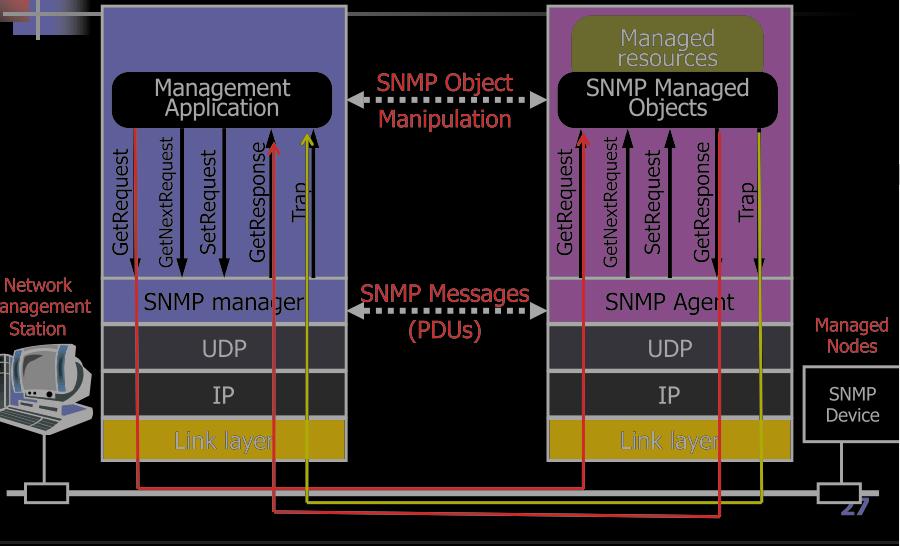 Managed
resources
Management
Application
SNMP Object
Manipulation
SNMP Managed
Objects
GetRequest
GetNextRequest
SetRequest
GetResponse
Trap
GetRequest
GetNextRequest
SetRequest
GetResponse
Trap
Network
anagement
Station
SNMP manager
SNMP Messages
(PDUs)
SNMP Agent
UDP
UDP
IP
IP
Link layer
Link layer
Managed
Nodes
SNMP
Device
27